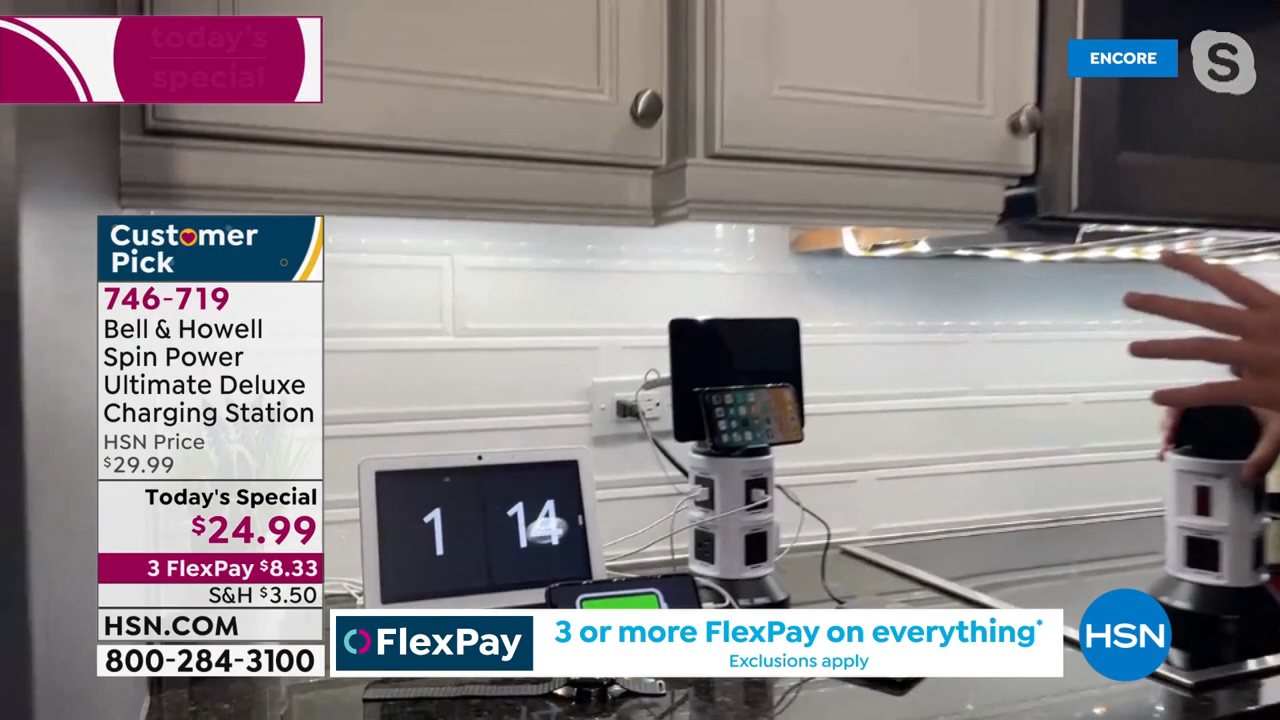 today's
special
ENCORE
S
Customer
Pick
746-719
Bell & Howell
Spin Power
Ultimate Deluxe
Charging Station
HSN Price
$29.99
Today's Special
$24.99
3 FlexPay $8.33
S&H $3.50
HSN.COM
800-284-3100
1 14
FlexPay
3 or more FlexPay on everything*
Exclusions apply
HSN